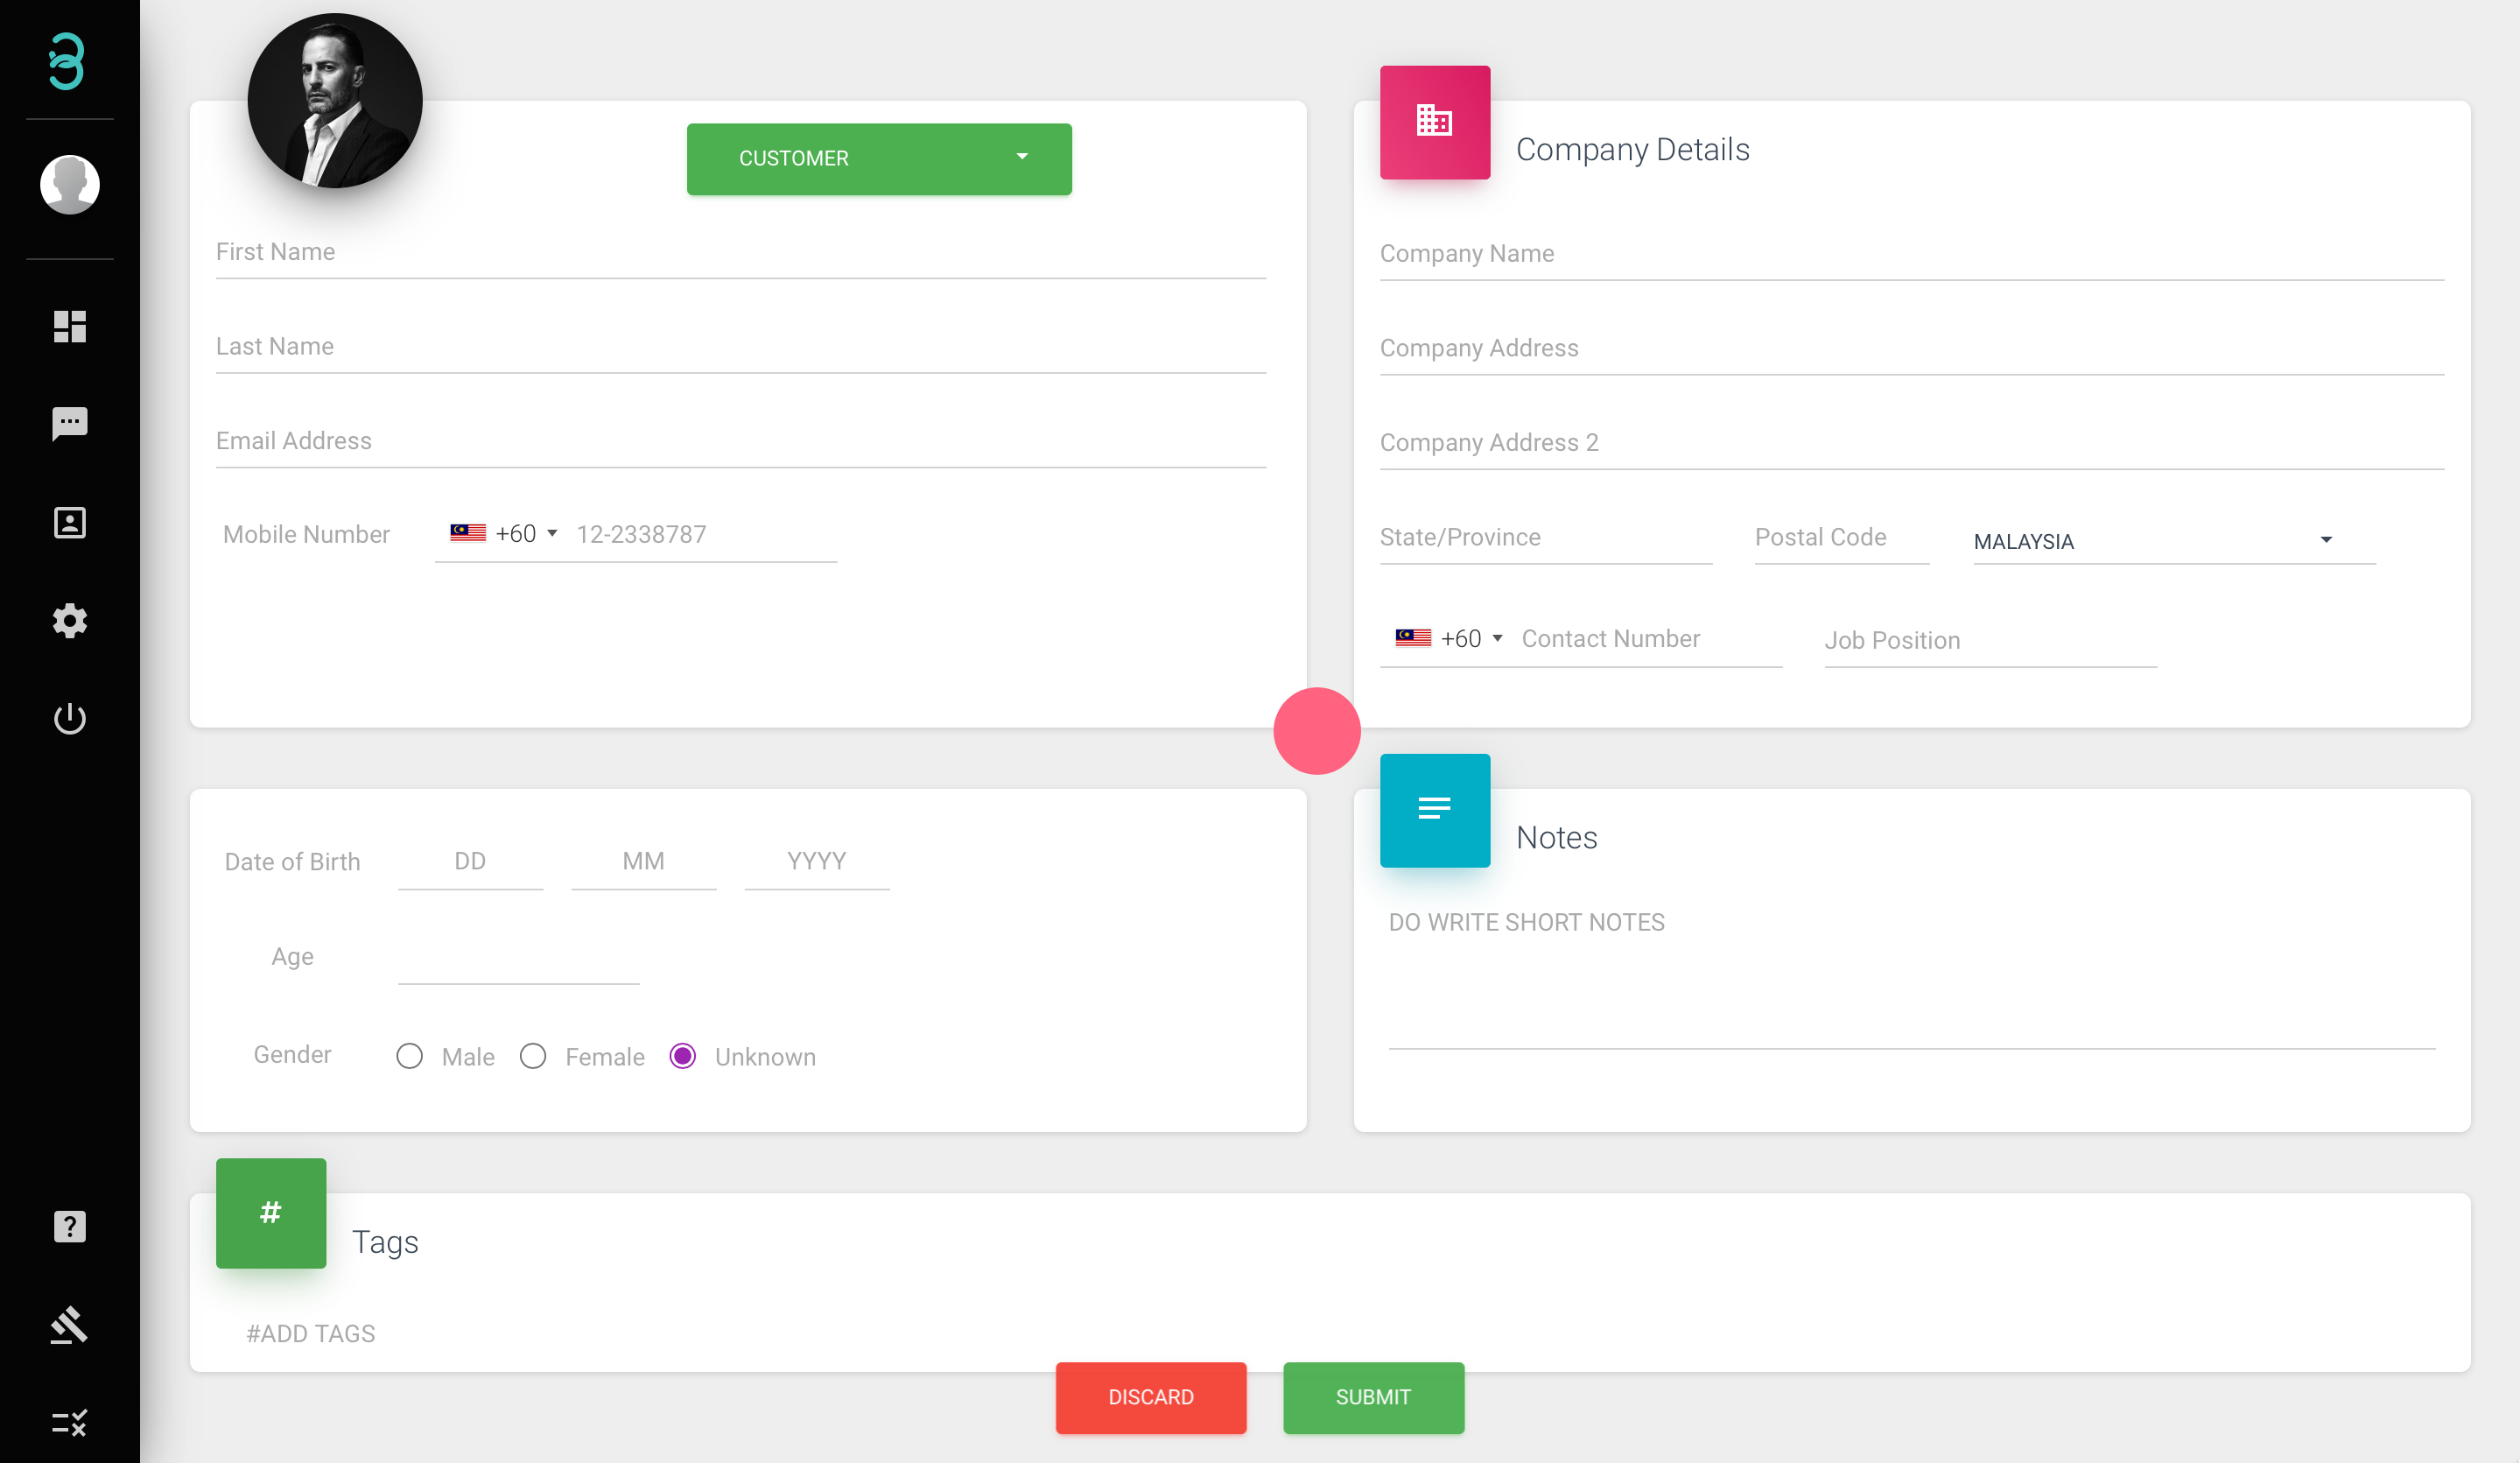 CUSTOMER
First Name
Last Name
Email Address
Mobile Number +60 12-2338787
Company Details
Company Name
Company Address
Company Address 2
State/Province Postal Code MALAYSIA
+60 Contact Number Job Position
Date of Birth DD MM YYYY
Age
Gender Male Female Unknown
Notes
DO WRITE SHORT NOTES
#
Tags
#ADD TAGS
DISCARD SUBMIT